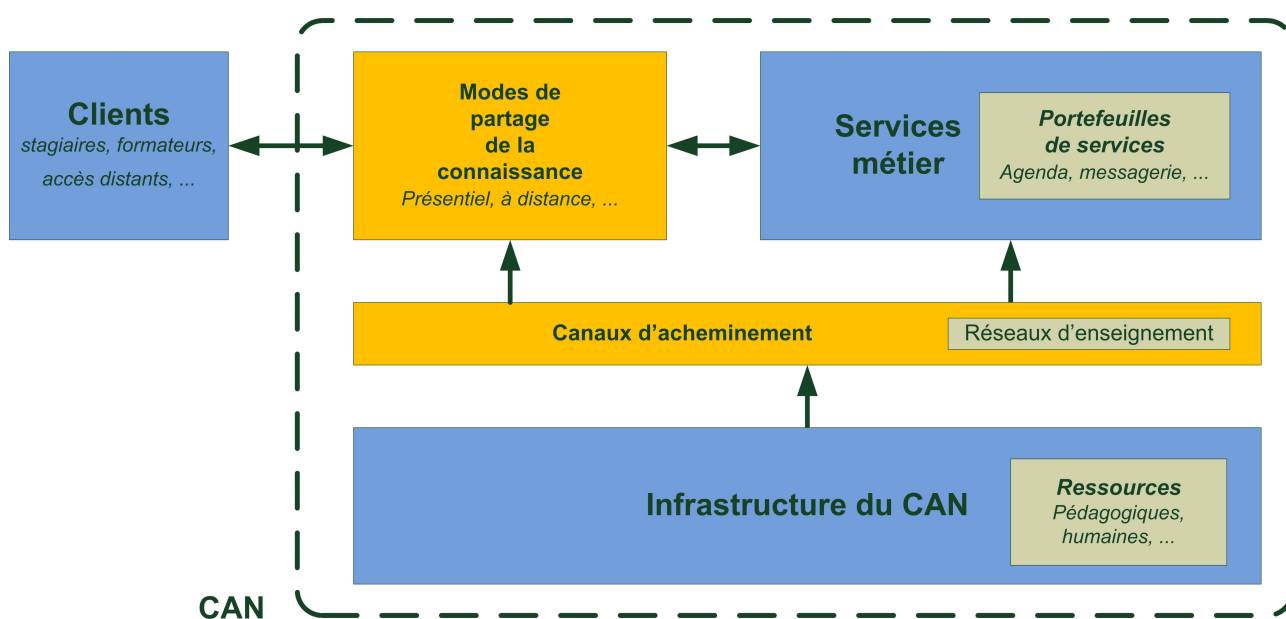 Clients
stagiaires, formateurs,
accès distants, ...
Modes de
partage
de la
connaissance
Présentiel, à distance, ...
Services
métier
Portefeuilles
de services
Agenda, messagerie, ...
Canaux d’acheminement
Réseaux d’enseignement
Infrastructure du CAN
Ressources
Pédagogiques,
humaines, ...
CAN